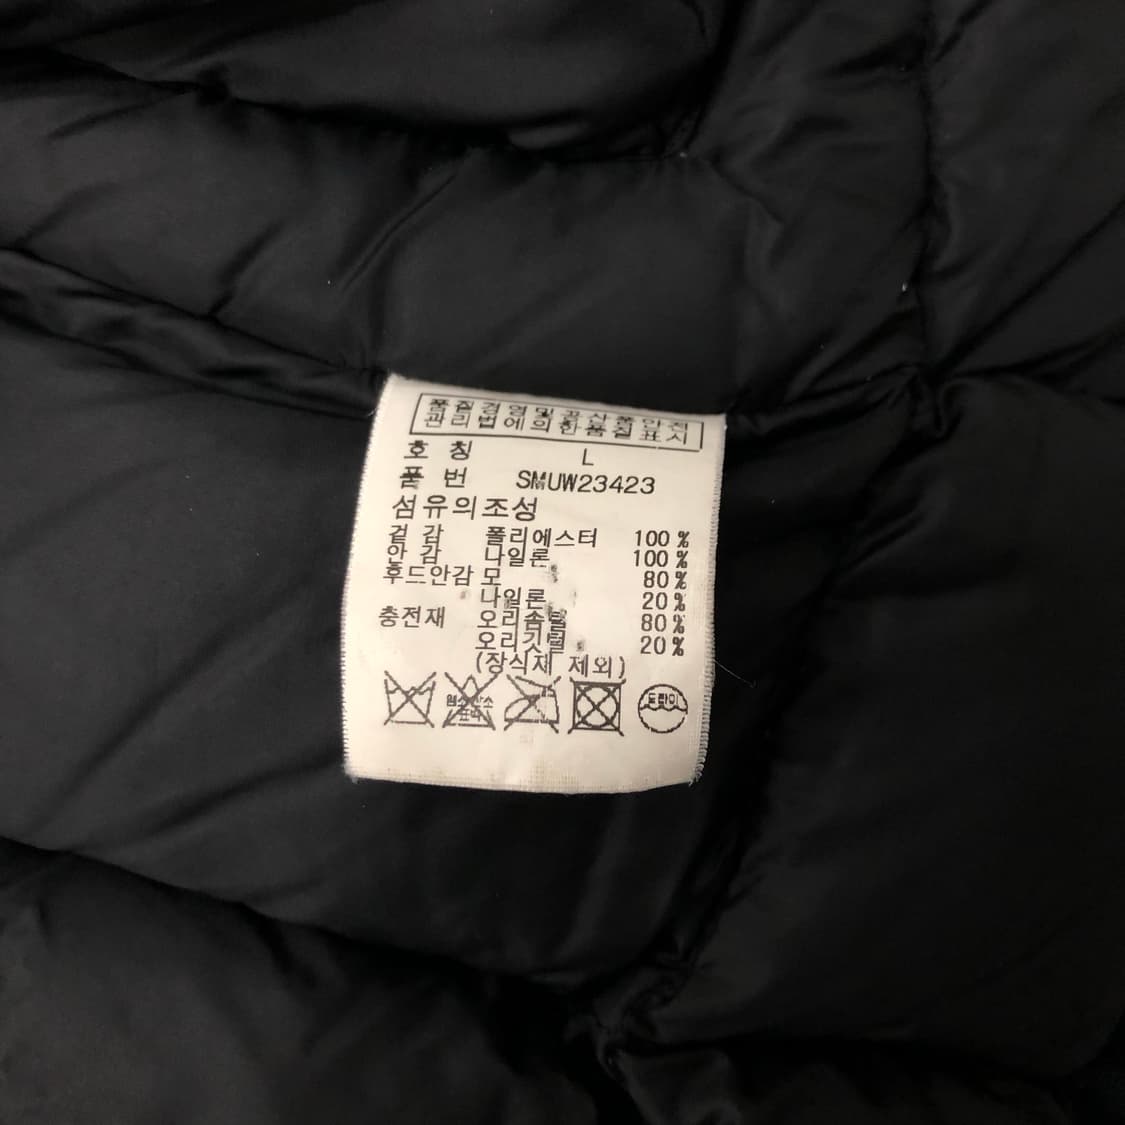 품질경영및공산품안전
관리법에의한품질표시
호 칭 L
품 번 SMUW23423
섬유의조성
겉 감 폴리에스터 100%
안 감 나일론 100%
후드안감 모 80%
나일론 20%
충전재 오리솜털 80%
오리깃털 20%
(장식재 제외)
드라이